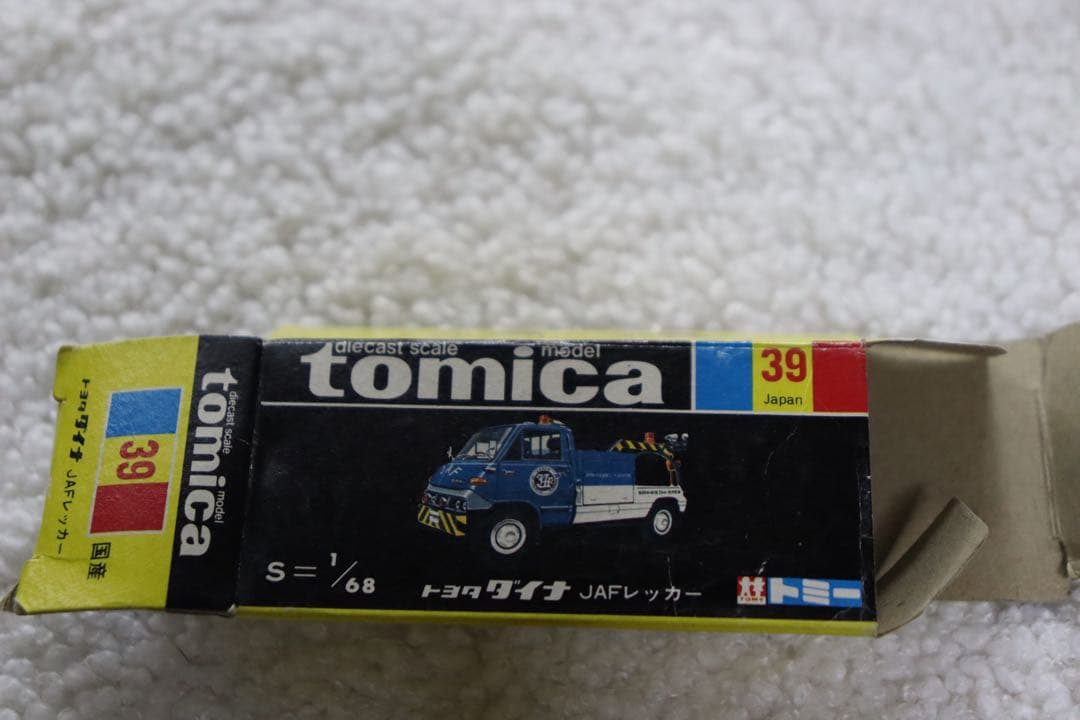 トヨタ ダイナ JAFレッカー 国産
39
diecast scale model
tomica
diecast scale model
tomica
39
Japan
S=1/68
トヨタ ダイナ JAFレッカー
TOMY トミー